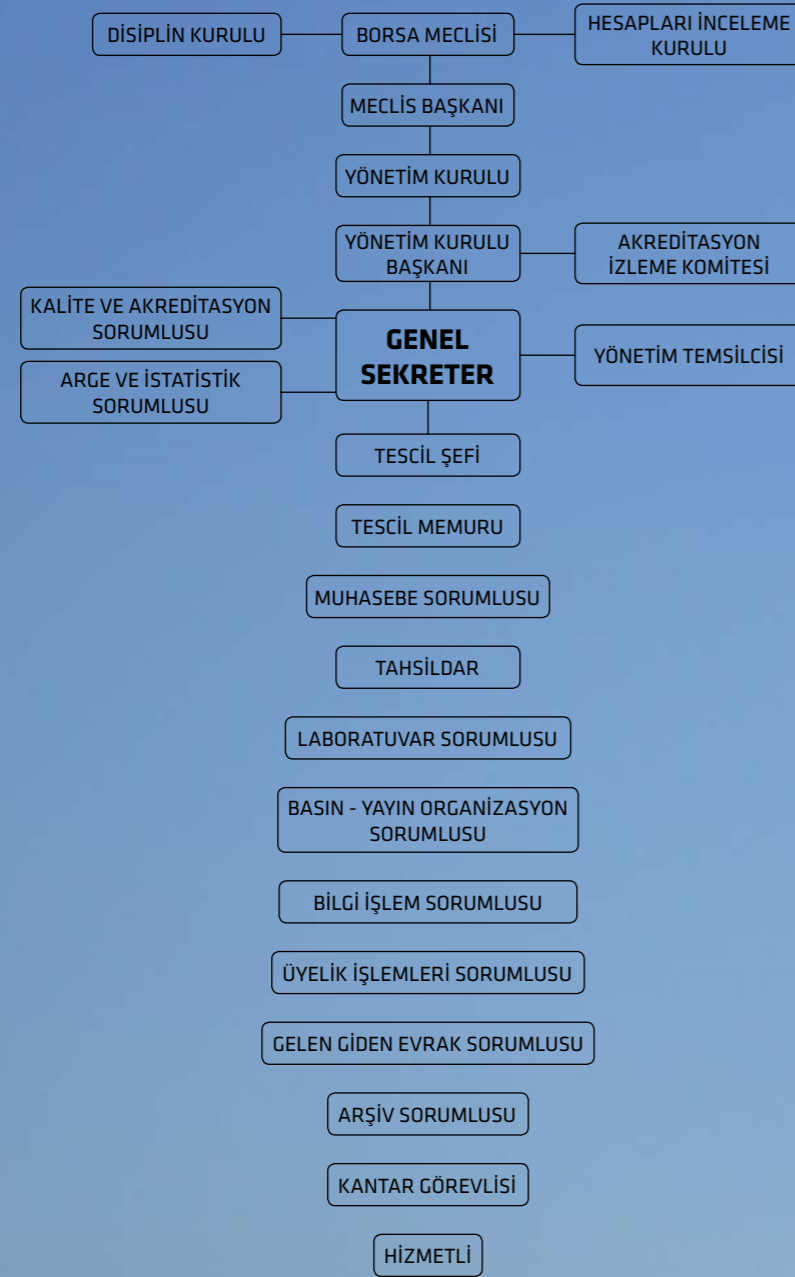 DİSİPLİN KURULU
BORSA MECLİSİ
HESAPLARI İNCELEME
KURULU
MECLİS BAŞKANI
YÖNETİM KURULU
YÖNETİM KURULU
BAŞKANI
AKREDİTASYON
İZLEME KOMİTESİ
KALİTE VE AKREDİTASYON
SORUMLUSU
GENEL
SEKRETER
YÖNETİM TEMSİLCİSİ
ARGE VE İSTATİSTİK
SORUMLUSU
TESCİL ŞEFİ
TESCİL MEMURU
MUHASEBE SORUMLUSU
TAHSİLDAR
LABORATUVAR SORUMLUSU
BASIN - YAYIN ORGANİZASYON
SORUMLUSU
BİLGİ İŞLEM SORUMLUSU
ÜYELİK İŞLEMLERİ SORUMLUSU
GELEN GİDEN EVRAK SORUMLUSU
ARŞİV SORUMLUSU
KANTAR GÖREVLİSİ
HİZMETLİ